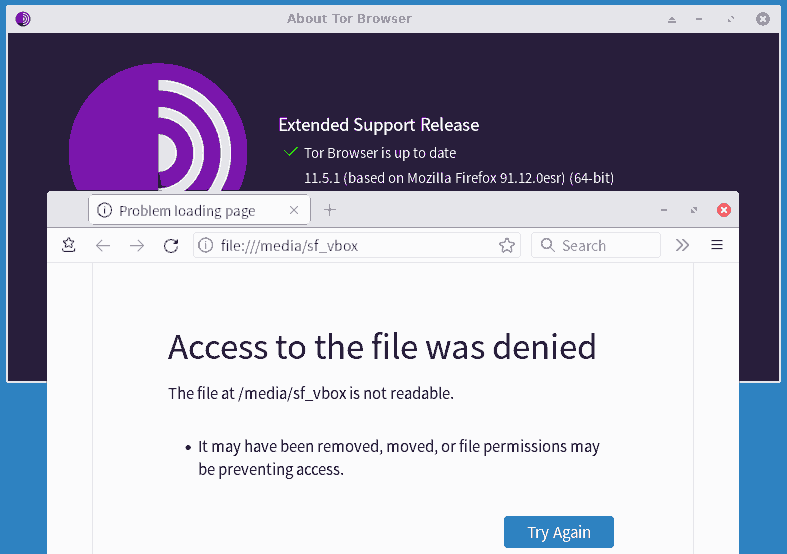 About Tor Browser
Extended Support Release
Tor Browser is up to date
11.5.1 (based on Mozilla Firefox 91.12.0esr) (64-bit)
Problem loading page
file:///media/sf_vbox
Search
Access to the file was denied
The file at /media/sf_vbox is not readable.
• It may have been removed, moved, or file permissions may
be preventing access.
Try Again